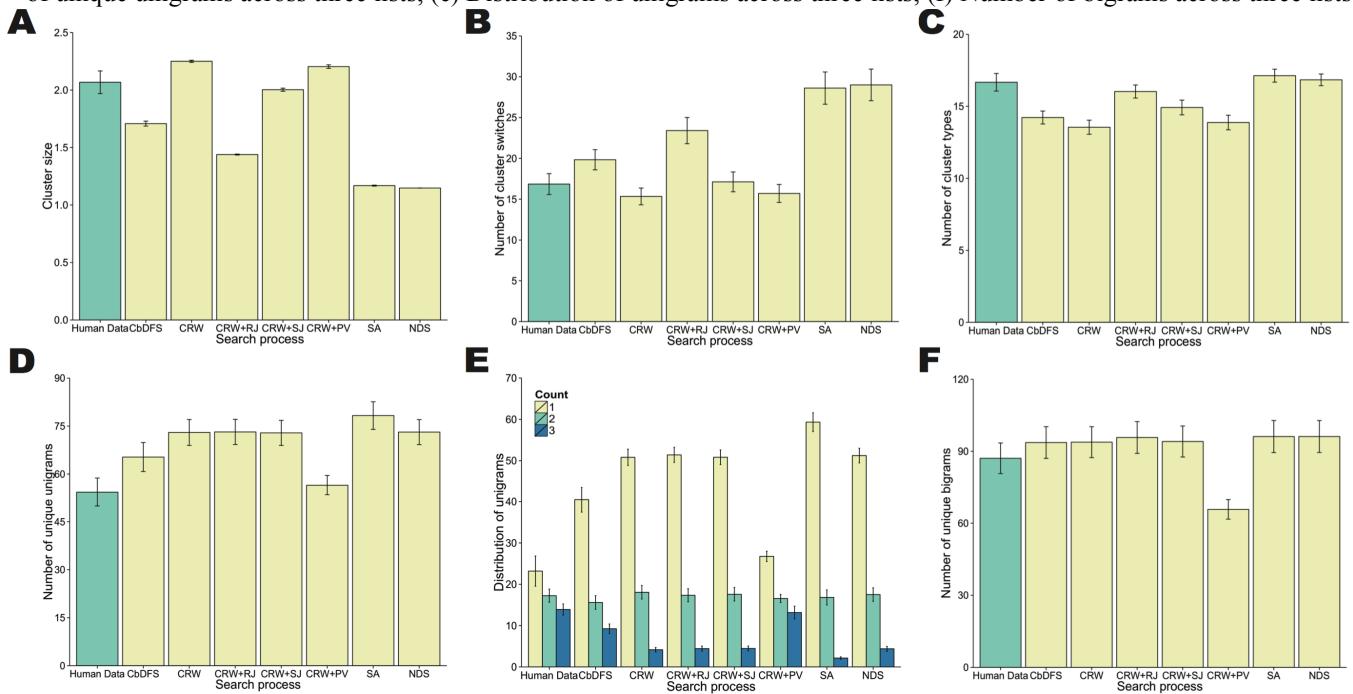 of unique unigrams across three lists, (e) Distribution of unigrams across three lists, (f) Number of bigrams across three lists
A
Cluster size
2.5
2.0
1.5
1.0
0.5
0.0
Human Data CbDFS CRW CRW+RJ CRW+SJ CRW+PV SA NDS
Search process
B
Number of cluster switches
35
30
25
20
15
10
5
0
Human Data CbDFS CRW CRW+RJ CRW+SJ CRW+PV SA NDS
Search process
C
Number of cluster types
20
15
10
5
0
Human Data CbDFS CRW CRW+RJ CRW+SJ CRW+PV SA NDS
Search process
D
Number of unique unigrams
90
75
60
45
30
15
0
Human Data CbDFS CRW CRW+RJ CRW+SJ CRW+PV SA NDS
Search process
E
Distribution of unigrams
70
60
50
40
30
20
10
0
Count
1
2
3
Human Data CbDFS CRW CRW+RJ CRW+SJ CRW+PV SA NDS
Search process
F
Number of unique bigrams
120
90
60
30
0
Human Data CbDFS CRW CRW+RJ CRW+SJ CRW+PV SA NDS
Search process